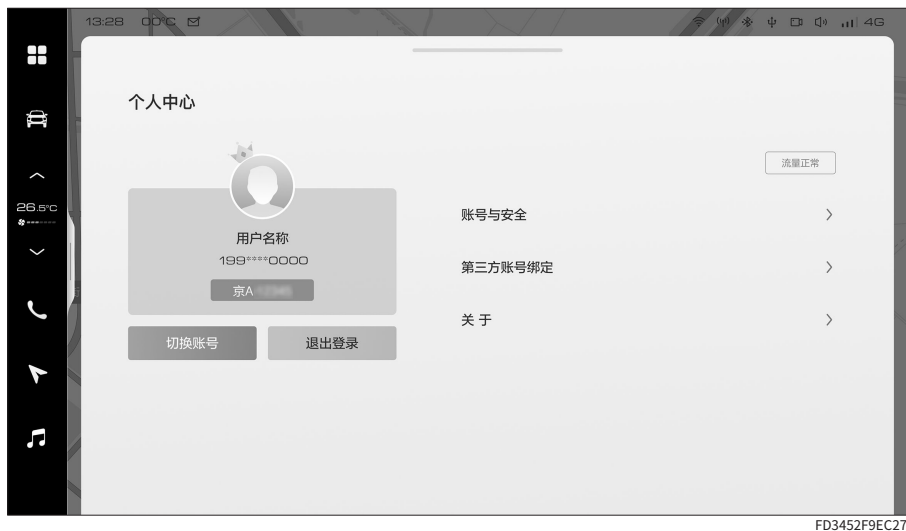 13:28 00°C
4G
个人中心
流量正常
26.5°C
用户名称
199****0000
京A
切换账号
退出登录
账号与安全
第三方账号绑定
关 于
FD3452F9EC27